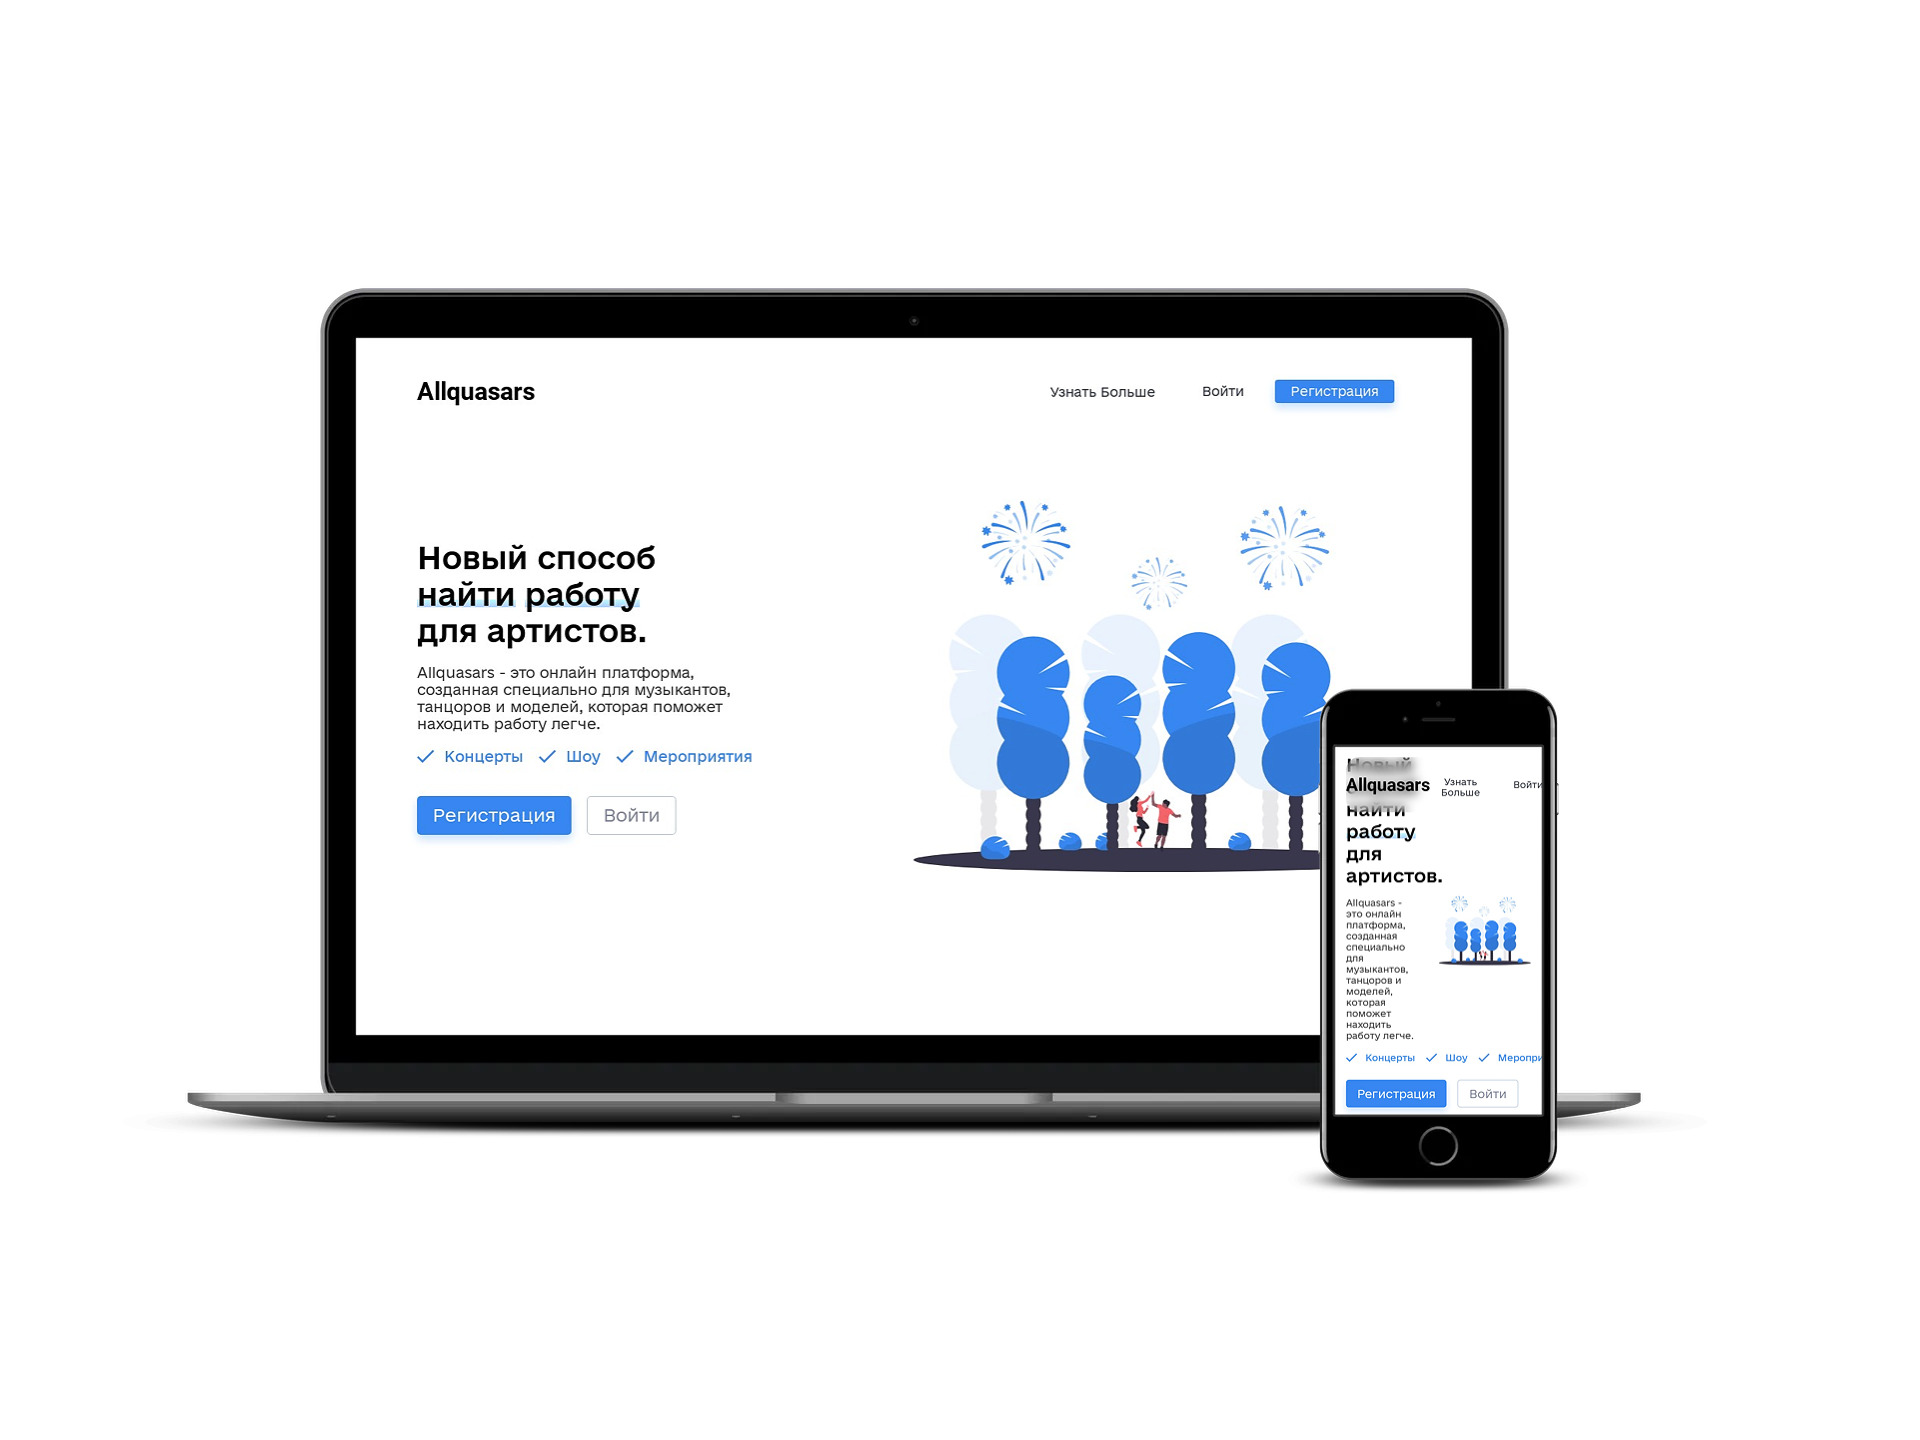 Allquasars
Узнать Больше
Войти
Регистрация
Новый способ
найти работу
для артистов.
Allquasars - это онлайн платформа,
созданная специально для музыкантов,
танцоров и моделей, которая поможет
находить работу легче.
Концерты Шоу Мероприятия
Регистрация Войти
Новый
Allquasars
Узнать
Больше
Войти
найти
работу
для
артистов.
Allquasars -
это онлайн
платформа,
созданная
специально
для
музыкантов,
танцоров и
моделей,
которая
поможет
находить
работу легче.
Концерты Шоу Меропри
Регистрация Войти